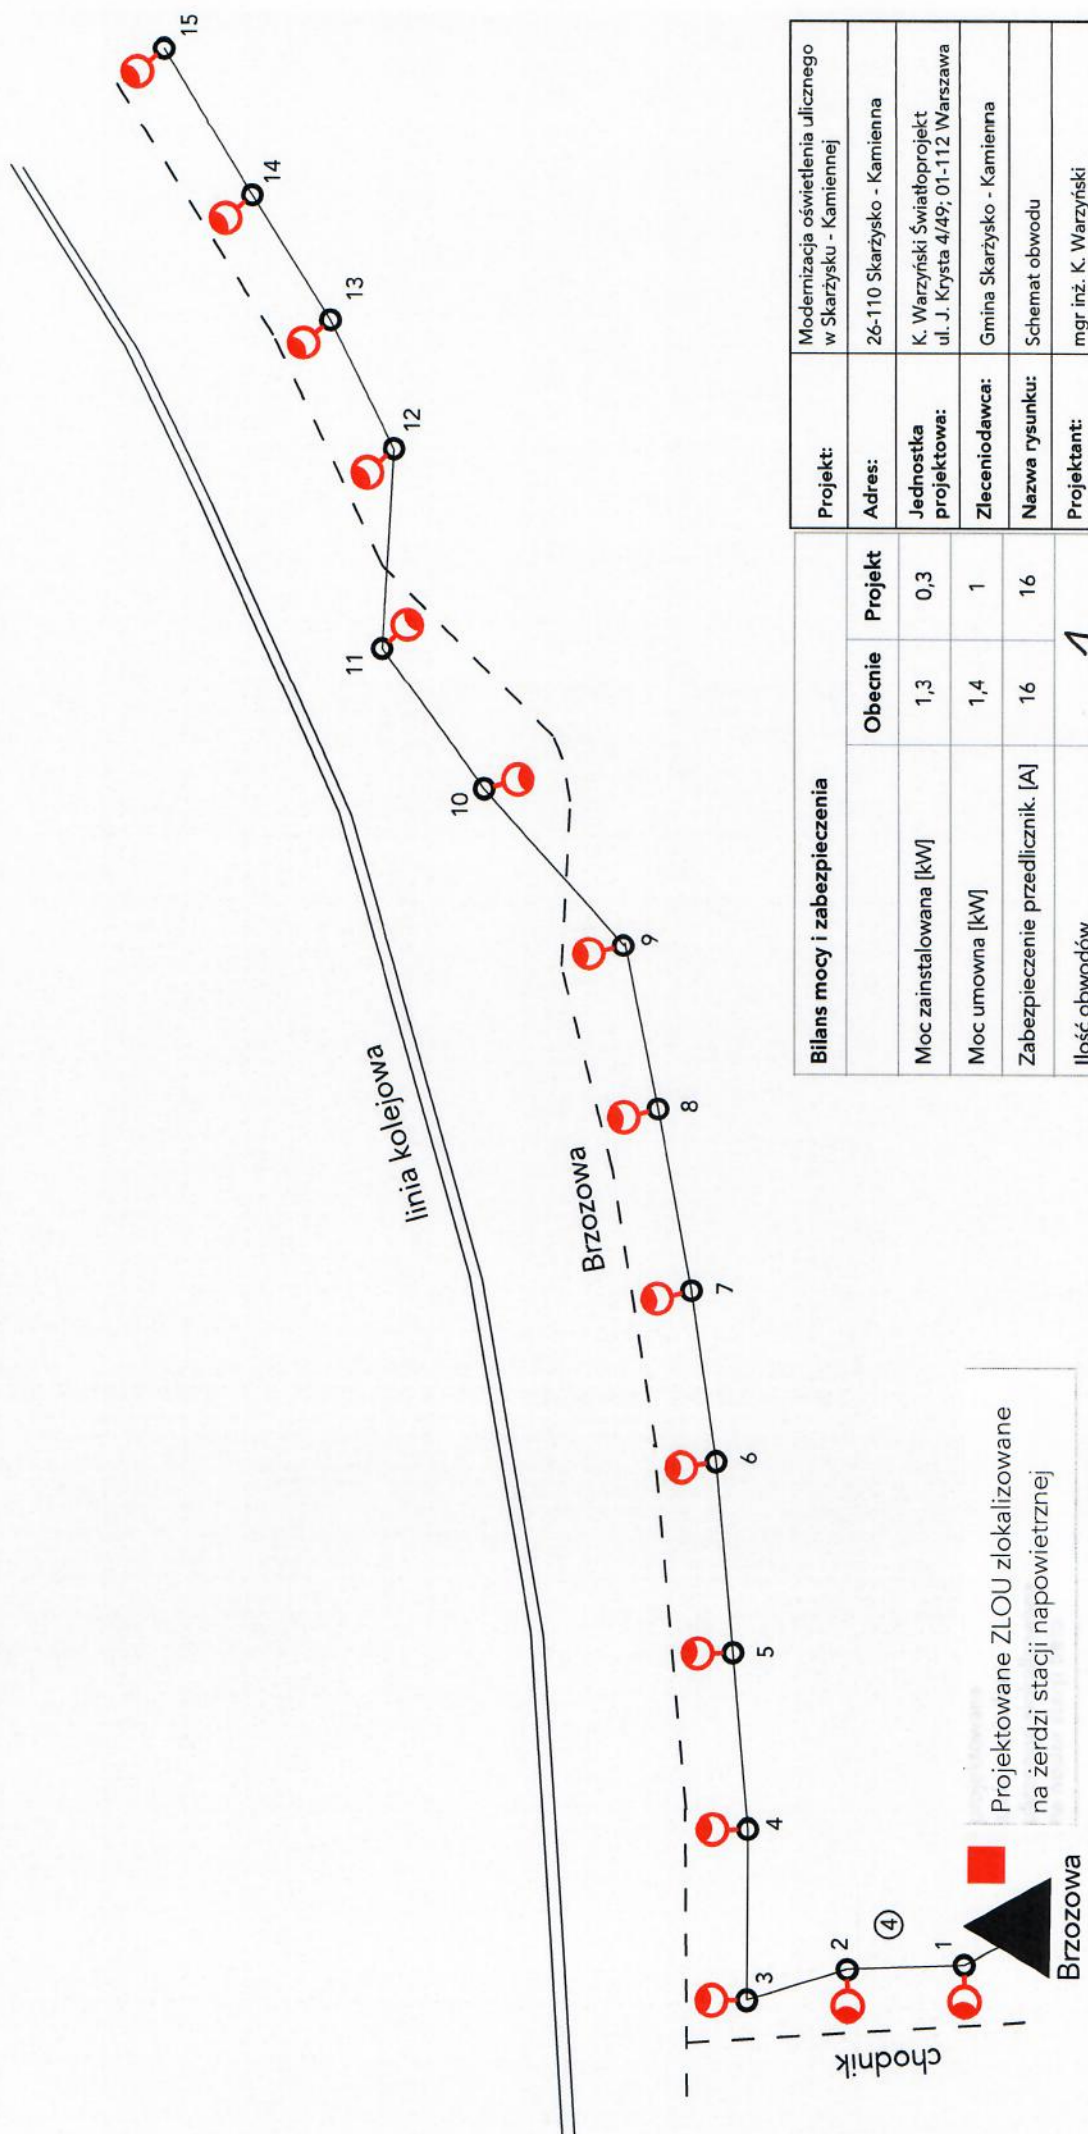 linia kolejowa
Brzozowa
chodnik
1
2
3
4
5
6
7
8
9
10
11
12
13
14
15
④
Brzozowa
Projektowane ZLOU zlokalizowane
na żerdzi stacji napowietrznej
Bilans mocy i zabezpieczenia
Obecnie Projekt
Moc zainstalowana [kW] 1,3 0,3
Moc umowna [kW] 1,4 1
Zabezpieczenie przedlicznik. [A] 16 16
Ilość obwodów
Projekt: Modernizacja oświetlenia ulicznego
w Skarżysku - Kamiennej
Adres: 26-110 Skarżysko - Kamienna
Jednostka
projektowa:
K. Warzyński Światłoprojekt
ul. J. Krysta 4/49; 01-112 Warszawa
Zleceniodawca: Gmina Skarżysko - Kamienna
Nazwa rysunku: Schemat obwodu
Projektant: mgr inż. K. Warzyński